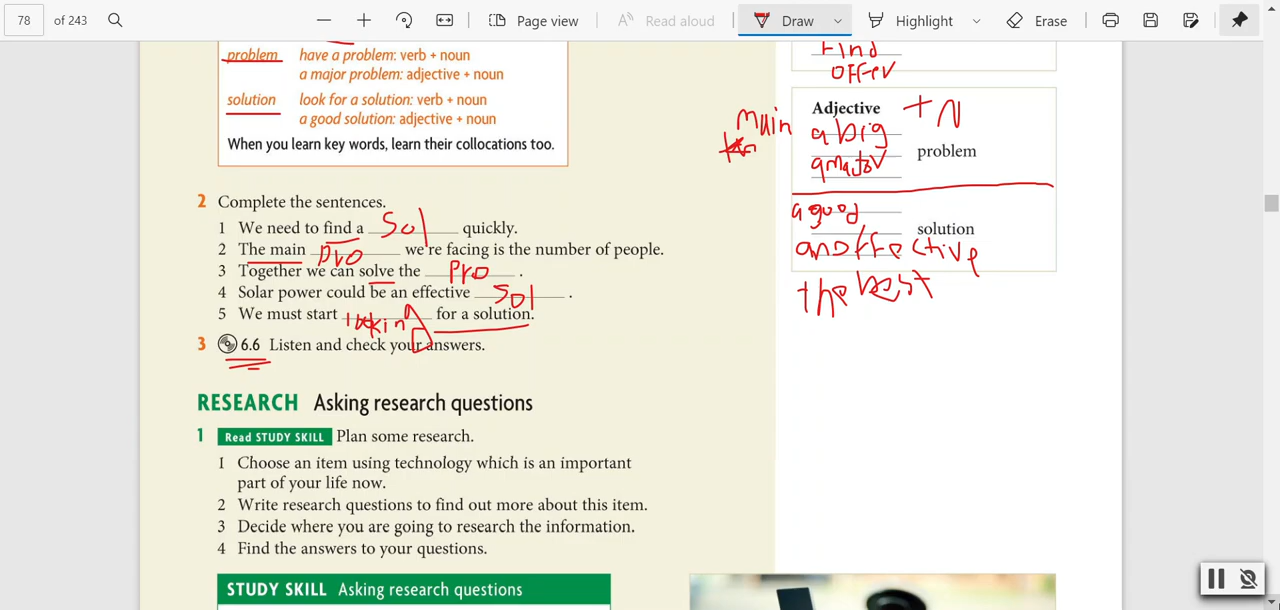 78 of 243 Page view Read aloud Draw Highlight Erase
problem have a problem: verb + noun
a major problem: adjective + noun
solution look for a solution: verb + noun
a good solution: adjective + noun
When you learn key words, learn their collocations too.
2 Complete the sentences.
1 We need to find a sol quickly.
2 The main pro we're facing is the number of people.
3 Together we can solve the pro .
4 Solar power could be an effective sol .
5 We must start for a solution.
3 6.6 Listen and check your answers.
RESEARCH Asking research questions
1 Read STUDY SKILL Plan some research.
1 Choose an item using technology which is an important
part of your life now.
2 Write research questions to find out more about this item.
3 Decide where you are going to research the information.
4 Find the answers to your questions.
STUDY SKILL Asking research questions
find
offer
Adjective + N
main a big
problem
a good
solution
the best